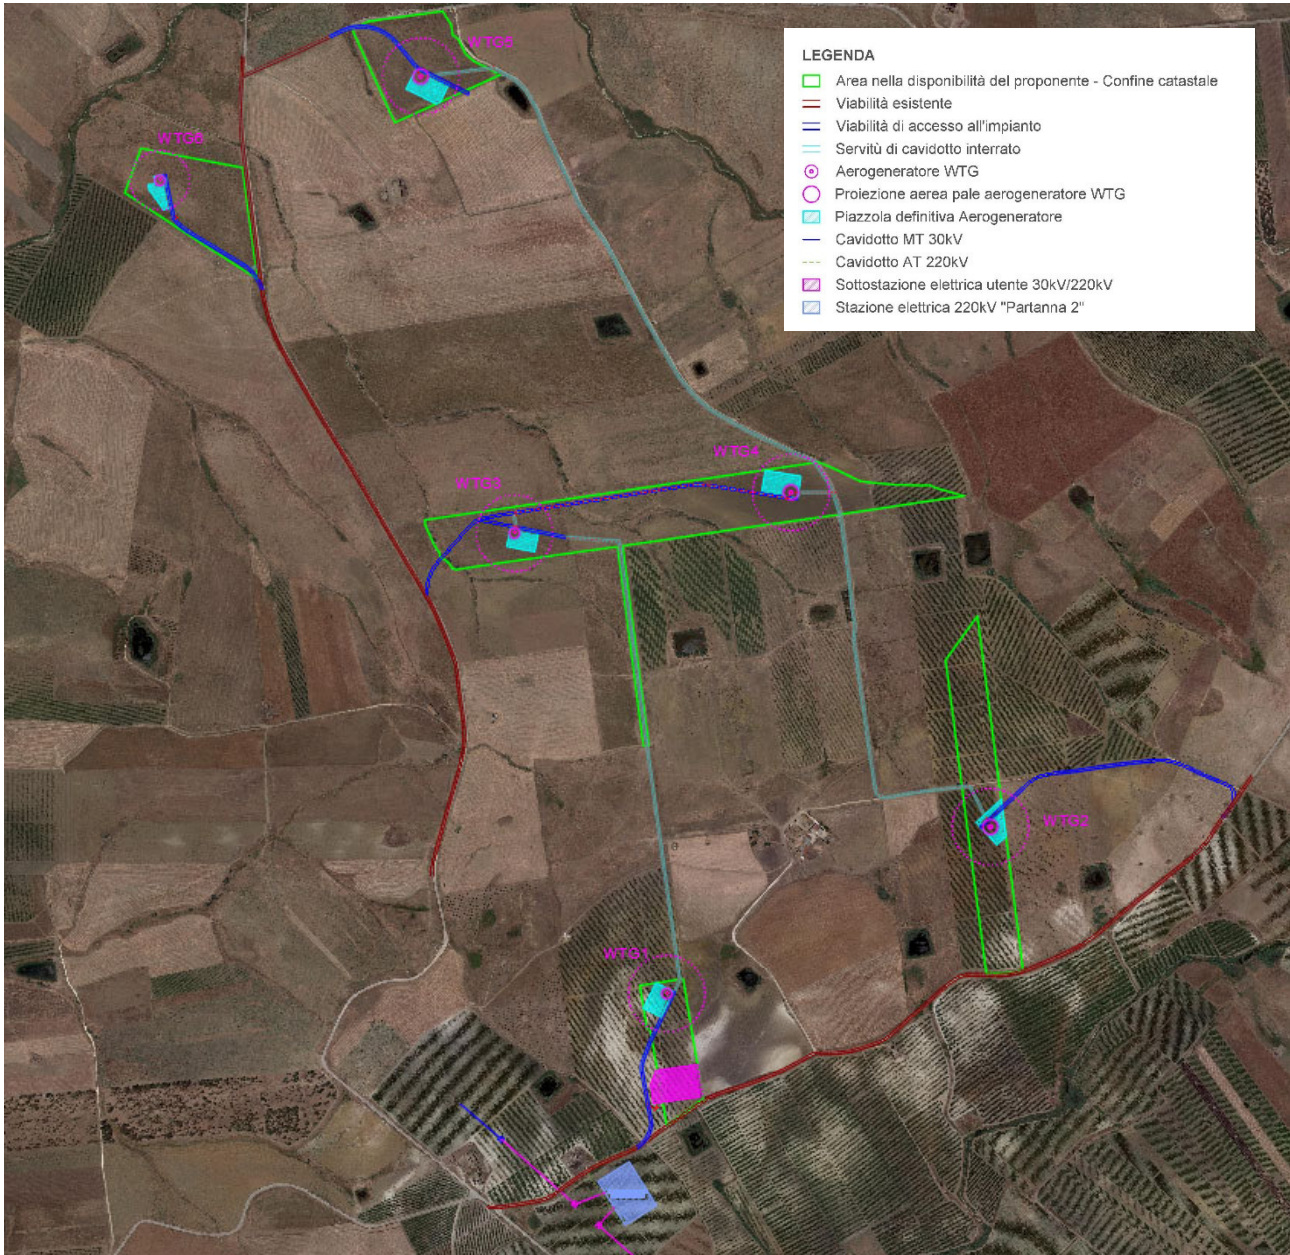 WTG5
LEGENDA
Area nella disponibilità del proponente - Confine catastale
Viabilità esistente
Viabilità di accesso all'impianto
Servitù di cavidotto interrato
Aerogeneratore WTG
Proiezione aerea pale aerogeneratore WTG
Piazzola definitiva Aerogeneratore
Cavidotto MT 30kV
Cavidotto AT 220kV
Sottostazione elettrica utente 30kV/220kV
Stazione elettrica 220kV "Partanna 2"
WTG6
WTG4
WTG3
WTG2
WTG1